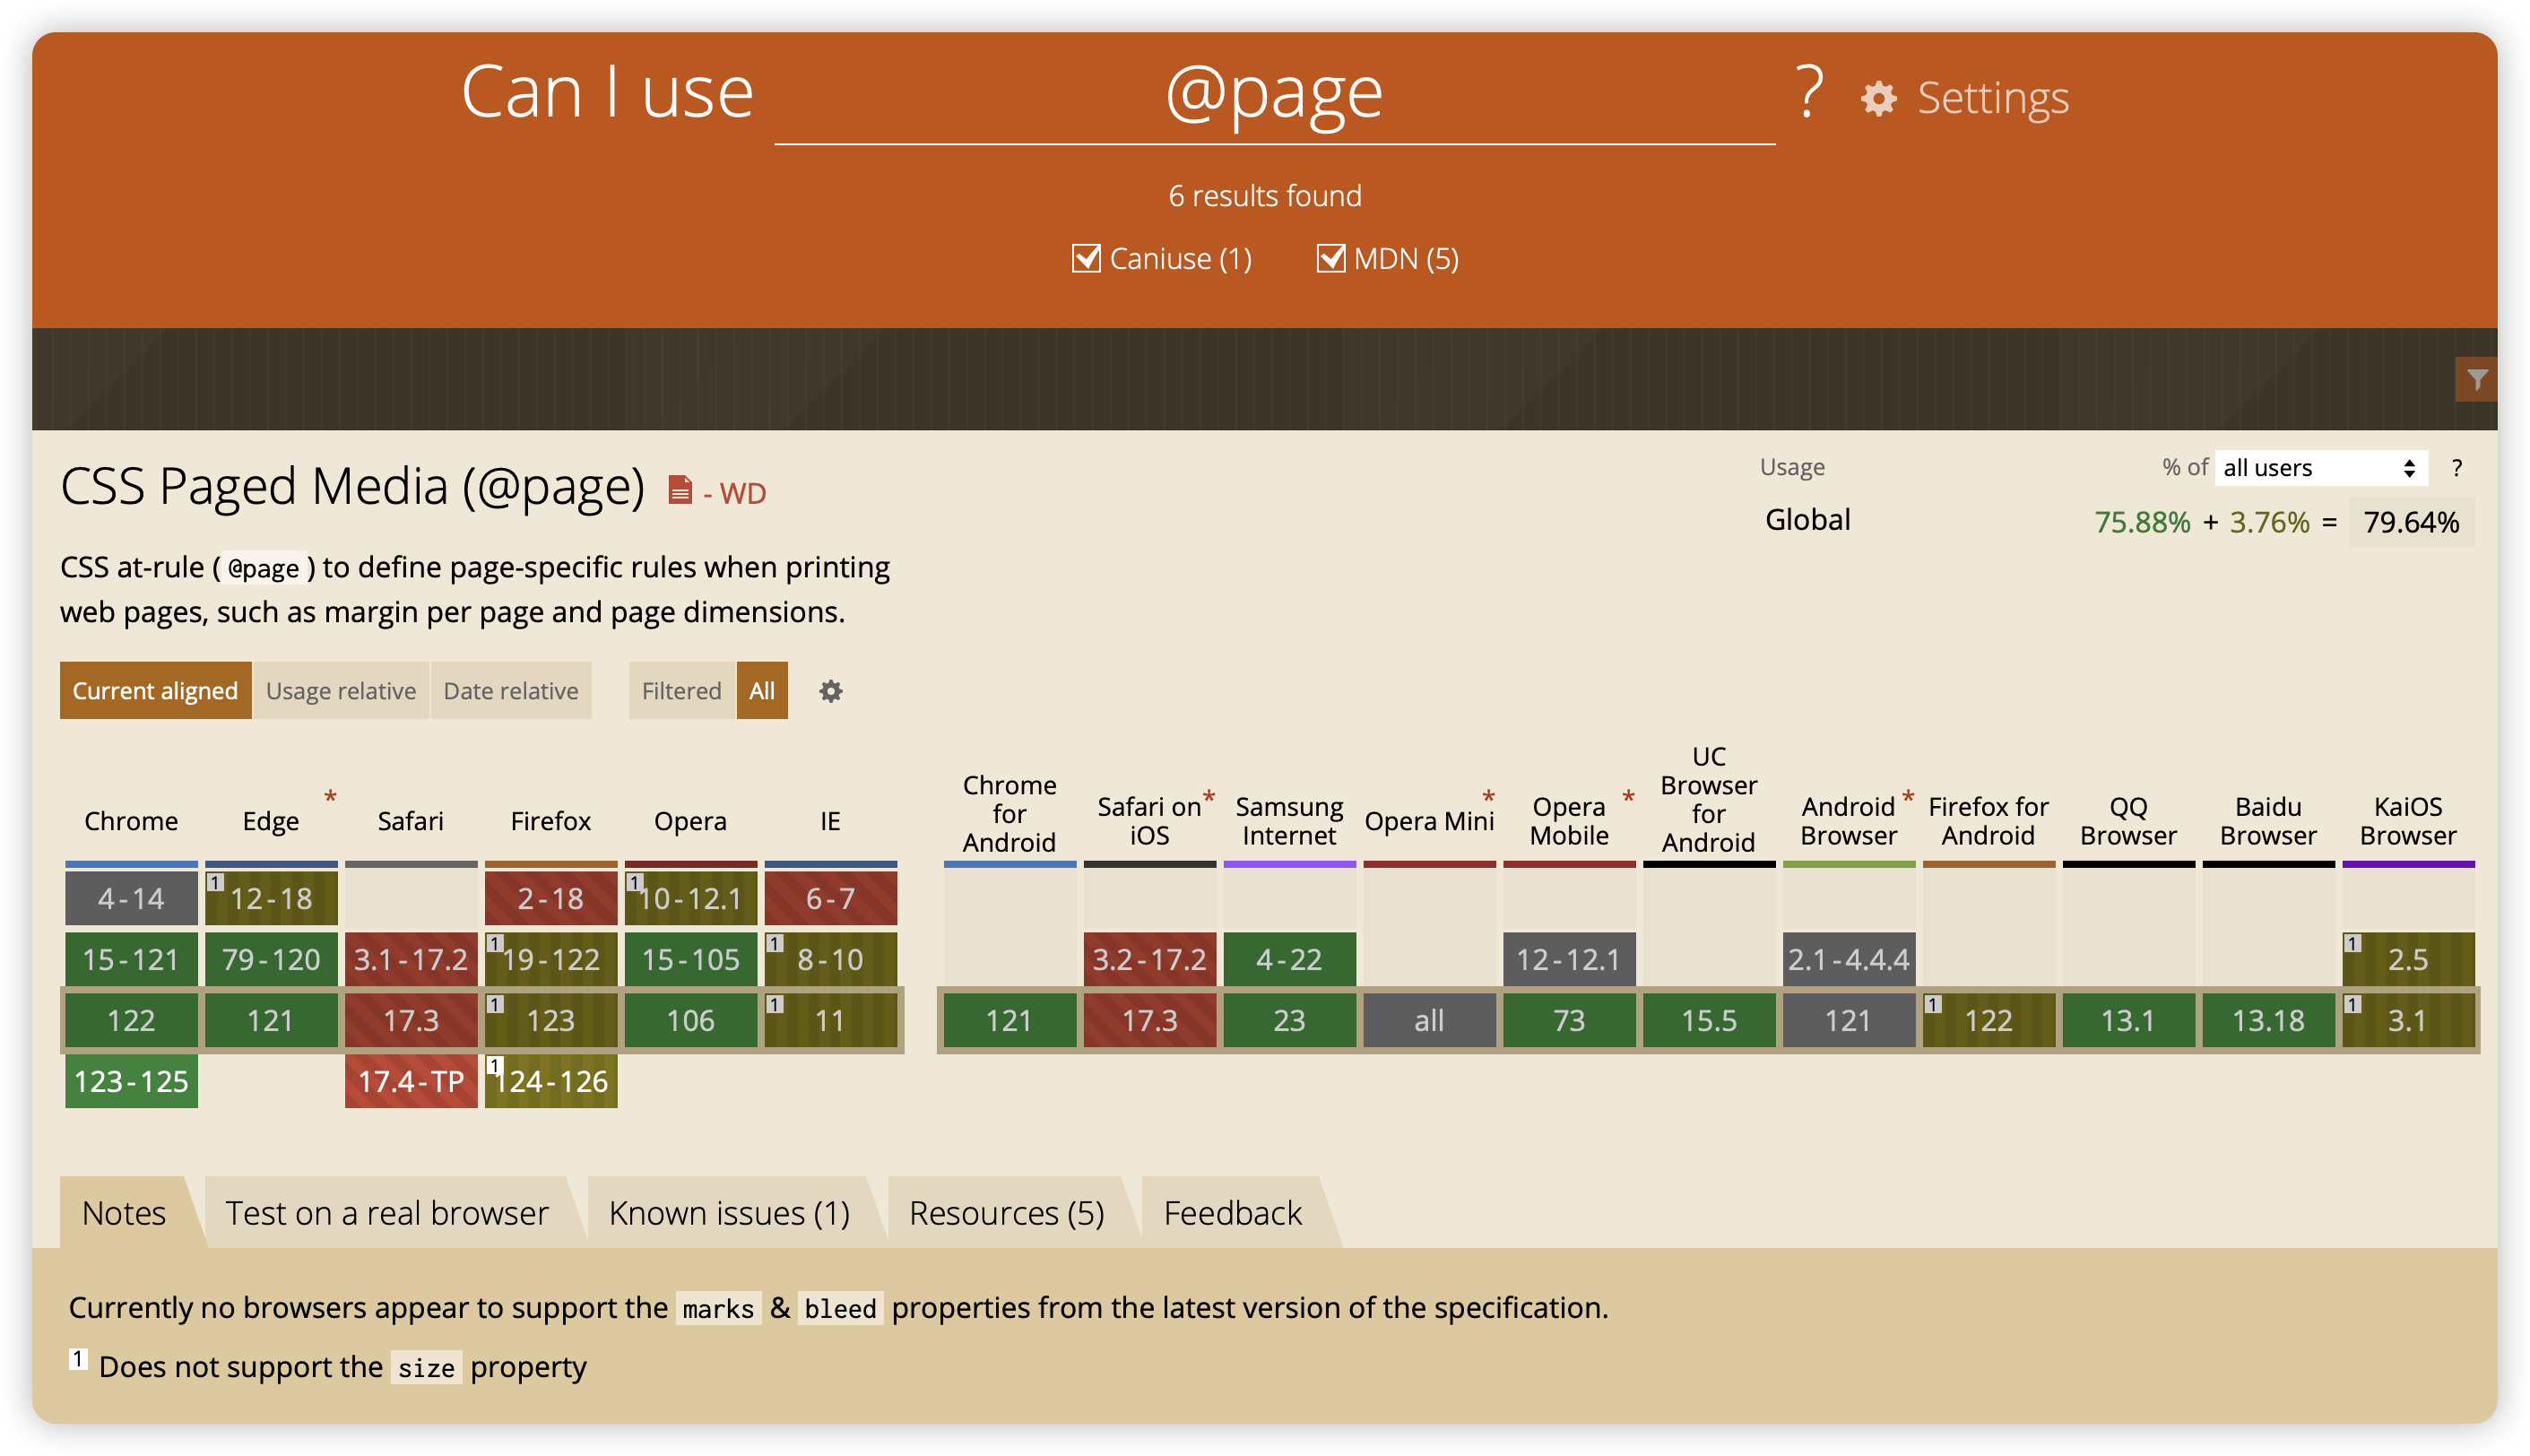 Can I use @page ? Settings
6 results found
Caniuse (1) MDN (5)
CSS Paged Media (@page) - WD
Usage % of all users ?
Global 75.88% + 3.76% = 79.64%
CSS at-rule (@page) to define page-specific rules when printing
web pages, such as margin per page and page dimensions.
Current aligned Usage relative Date relative Filtered All
Chrome Edge * Safari Firefox Opera IE
4-14 1 12-18 2-18 1 10-12.1 6-7
15-121 79-120 3.1-17.2 1 19-122 15-105 1 8-10
122 121 17.3 1 123 106 1 11
123-125 17.4-TP 1 124-126
Chrome for Android Safari on iOS * Samsung Internet Opera Mini * Opera Mobile * UC Browser for Android Android Browser * Firefox for Android QQ Browser Baidu Browser KaiOS Browser
3.2-17.2 4-22 12-12.1 2.1-4.4.4 1 2.5
121 17.3 23 all 73 15.5 121 1 122 13.1 13.18 1 3.1
Notes Test on a real browser Known issues (1) Resources (5) Feedback
Currently no browsers appear to support the marks & bleed properties from the latest version of the specification.
1 Does not support the size property